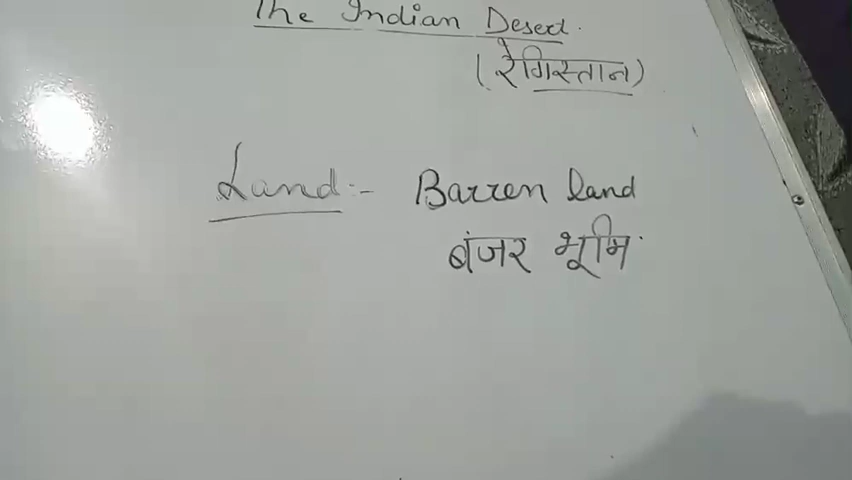 The Indian Desert.
(रेगिस्तान)
Land:- Barren land
बंजर भूमि